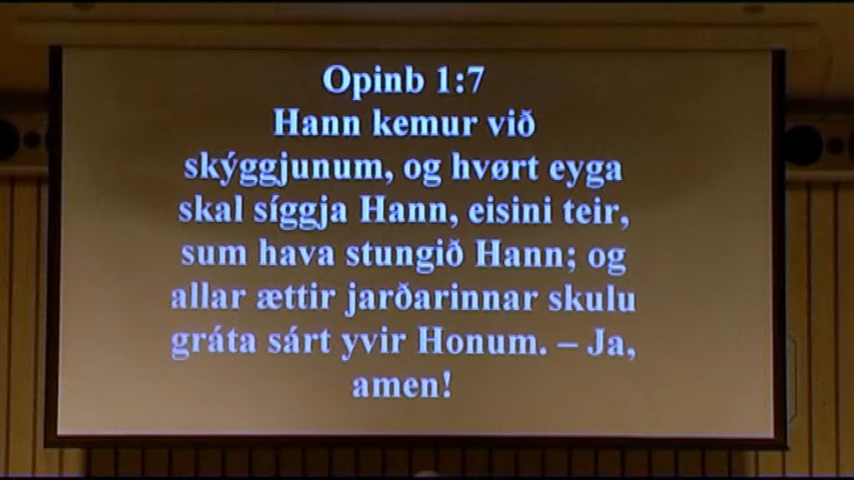 Opinb 1:7
Hann kemur við
skýggjunum, og hvørt eyga
skal síggja Hann, eisini teir,
sum hava stungið Hann; og
allar ættir jarðarinnar skulu
gráta sárt yvir Honum. – Ja,
amen!